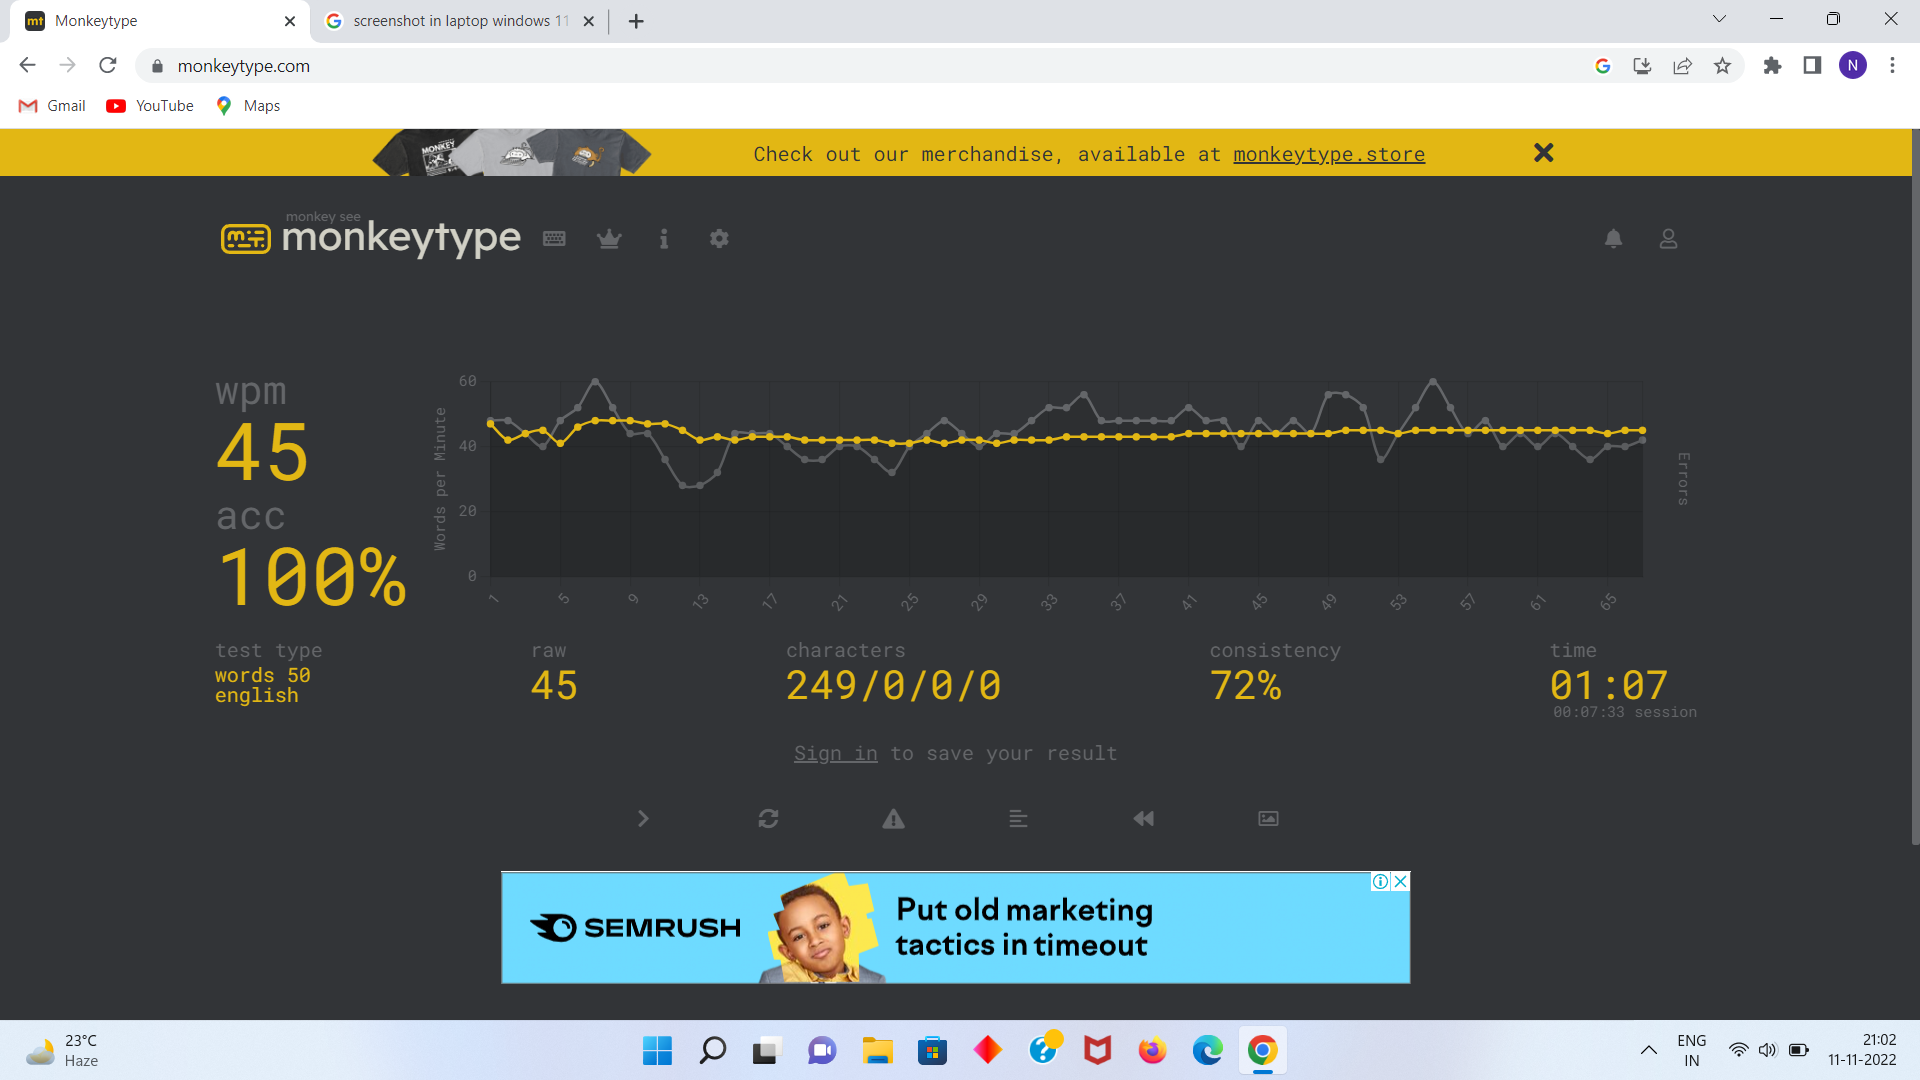 mt Monkeytype
screenshot in laptop windows 11
monkeytype.com
N
Gmail YouTube Maps
MONKEY
Check out our merchandise, available at monkeytype.store
monkey see
monkeytype
wpm
45
acc
100%
Words per Minute
60
40
20
0
1 5 9 13 17 21 25 29 33 37 41 45 49 53 57 61 65
Errors
test type
words 50
english
raw
45
characters
249/0/0/0
consistency
72%
time
01:07
00:07:33 session
Sign in to save your result
SEMRUSH
Put old marketing
tactics in timeout
23°C
Haze
ENG
IN
21:02
11-11-2022